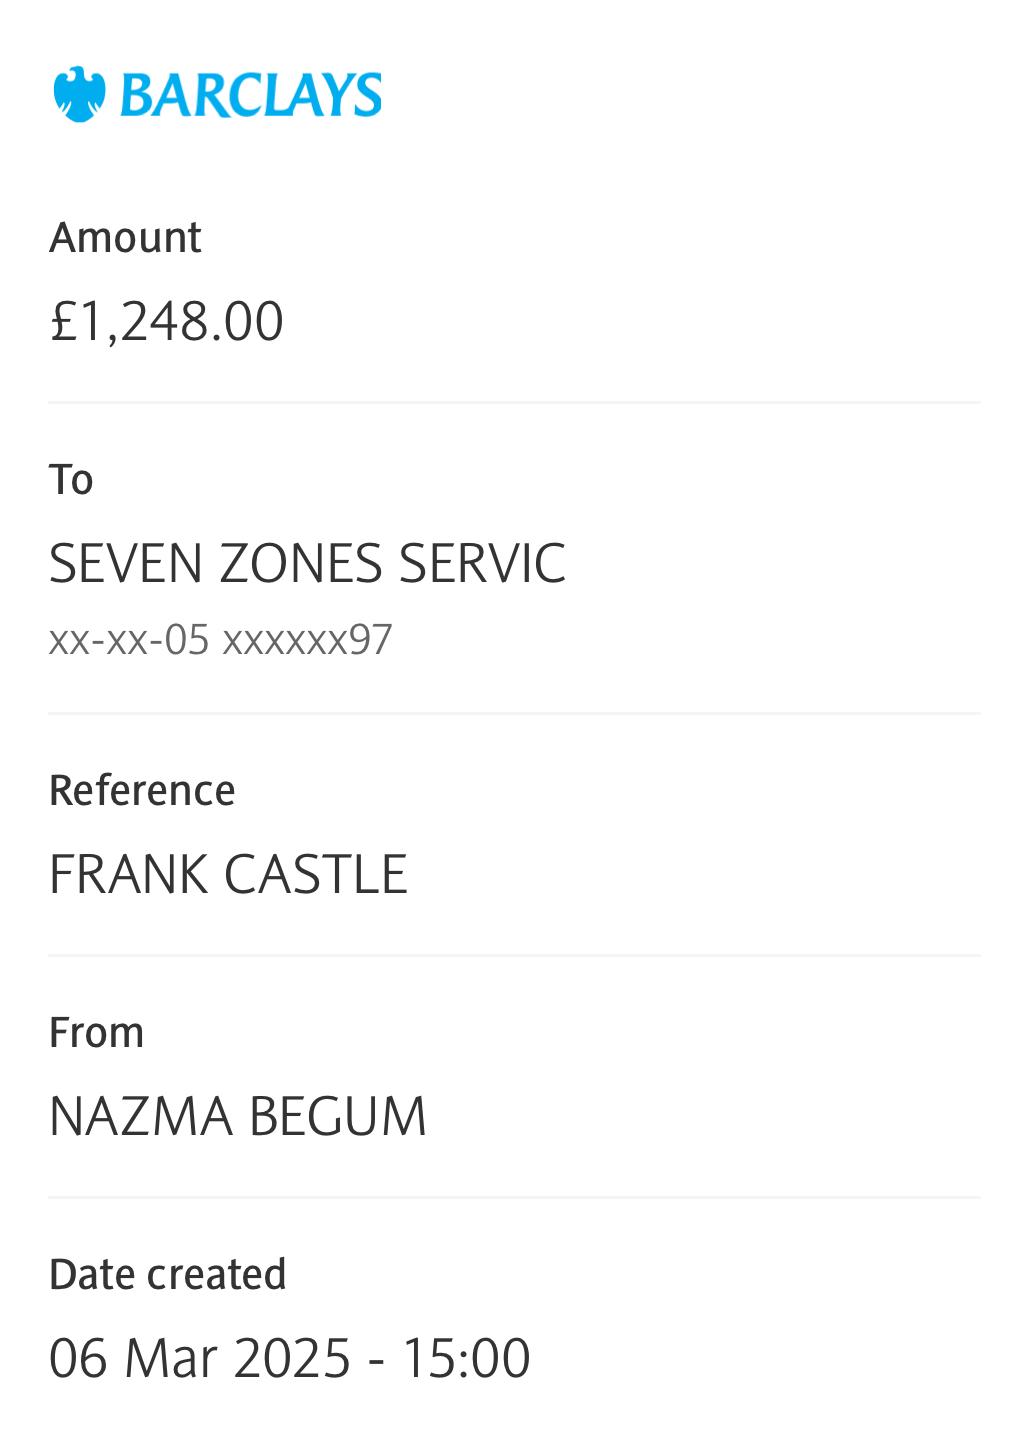 BARCLAYS
Amount
£1,248.00
To
SEVEN ZONES SERVIC
xx-xx-05 xxxxxx97
Reference
FRANK CASTLE
From
NAZMA BEGUM
Date created
06 Mar 2025 - 15:00